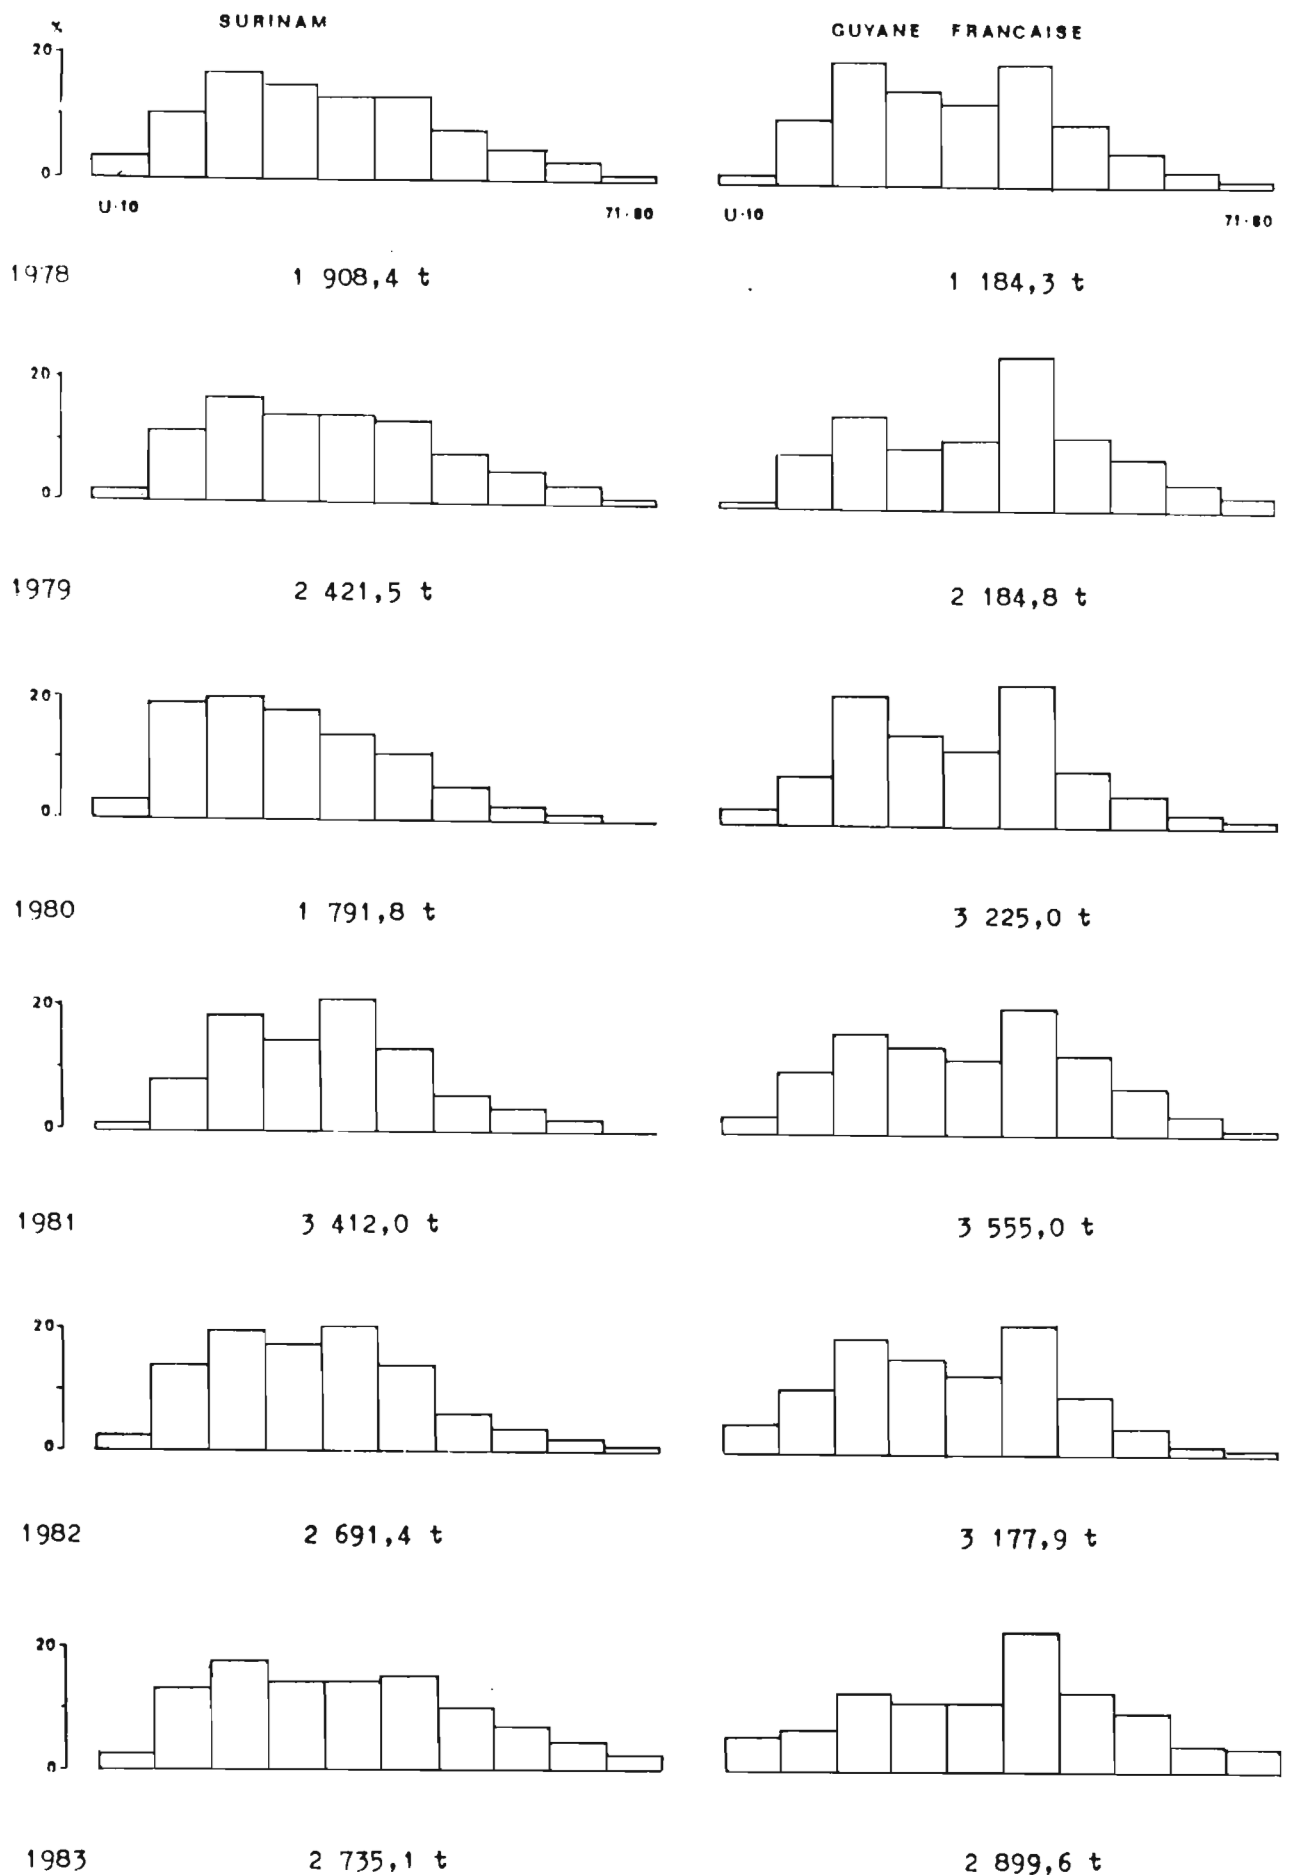 SURINAM GUYANE FRANCAISE
%
20
0
U-10 71-80 U-10 71-80
1978 1 908,4 t 1 184,3 t
20
0
1979 2 421,5 t 2 184,8 t
20
0
1980 1 791,8 t 3 225,0 t
20
0
1981 3 412,0 t 3 555,0 t
20
0
1982 2 691,4 t 3 177,9 t
20
0
1983 2 735,1 t 2 899,6 t